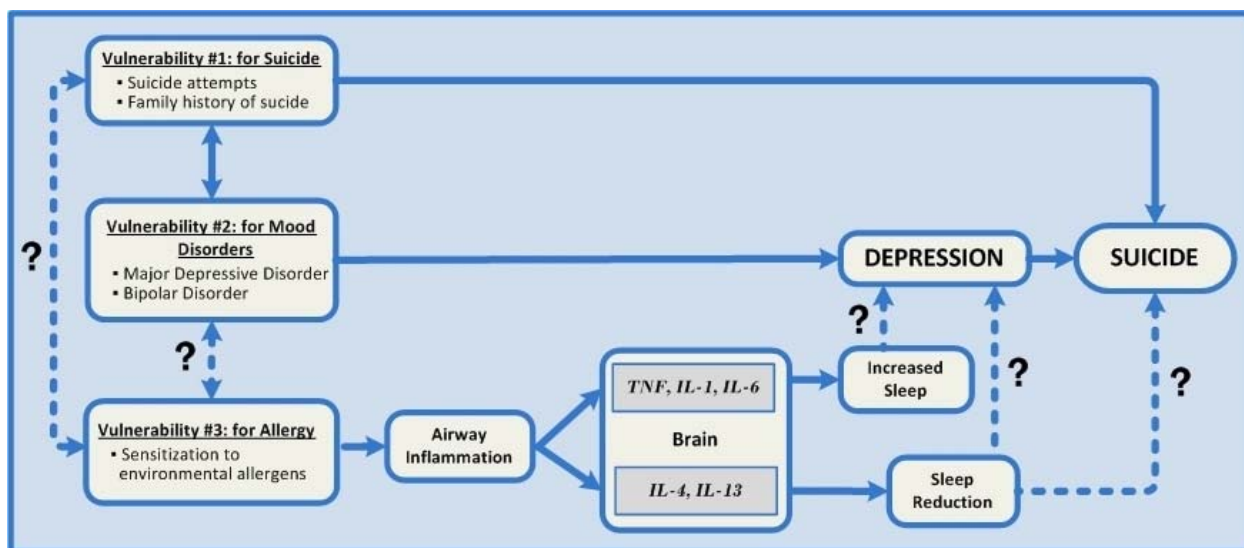 Vulnerability #1: for Suicide
▪ Suicide attempts
▪ Family history of sucide
?
Vulnerability #2: for Mood
Disorders
▪ Major Depressive Disorder
▪ Bipolar Disorder
DEPRESSION
SUICIDE
?
?
Increased
Sleep
?
?
Vulnerability #3: for Allergy
▪ Sensitization to
environmental allergens
Airway
Inflammation
TNF, IL-1, IL-6
Brain
IL-4, IL-13
Sleep
Reduction